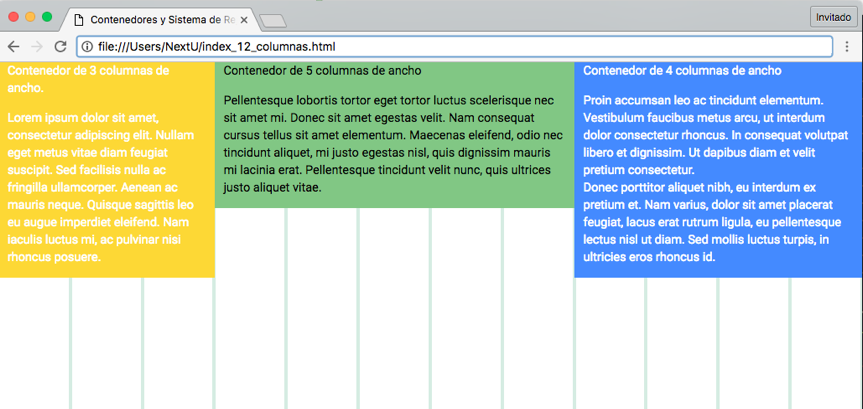 Contenedores y Sistema de Re
Invitado
file:///Users/NextU/index_12_columnas.html
Contenedor de 3 columnas de
ancho.
Lorem ipsum dolor sit amet,
consectetur adipiscing elit. Nullam
eget metus vitae diam feugiat
suscipit. Sed facilisis nulla ac
fringilla ullamcorper. Aenean ac
mauris neque. Quisque sagittis leo
eu augue imperdiet eleifend. Nam
iaculis luctus mi, ac pulvinar nisi
rhoncus posuere.
Contenedor de 5 columnas de ancho
Pellentesque lobortis tortor eget tortor luctus scelerisque nec
sit amet mi. Donec sit amet egestas velit. Nam consequat
cursus tellus sit amet elementum. Maecenas eleifend, odio nec
tincidunt aliquet, mi justo egestas nisl, quis dignissim mauris
mi lacinia erat. Pellentesque tincidunt velit nunc, quis ultrices
justo aliquet vitae.
Contenedor de 4 columnas de ancho
Proin accumsan leo ac tincidunt elementum.
Vestibulum faucibus metus arcu, ut interdum
dolor consectetur rhoncus. In consequat volutpat
libero et dignissim. Ut dapibus diam et velit
pretium consectetur.
Donec porttitor aliquet nibh, eu interdum ex
pretium et. Nam varius, dolor sit amet placerat
feugiat, lacus erat rutrum ligula, eu pellentesque
lectus nisl ut diam. Sed mollis luctus turpis, in
ultricies eros rhoncus id.